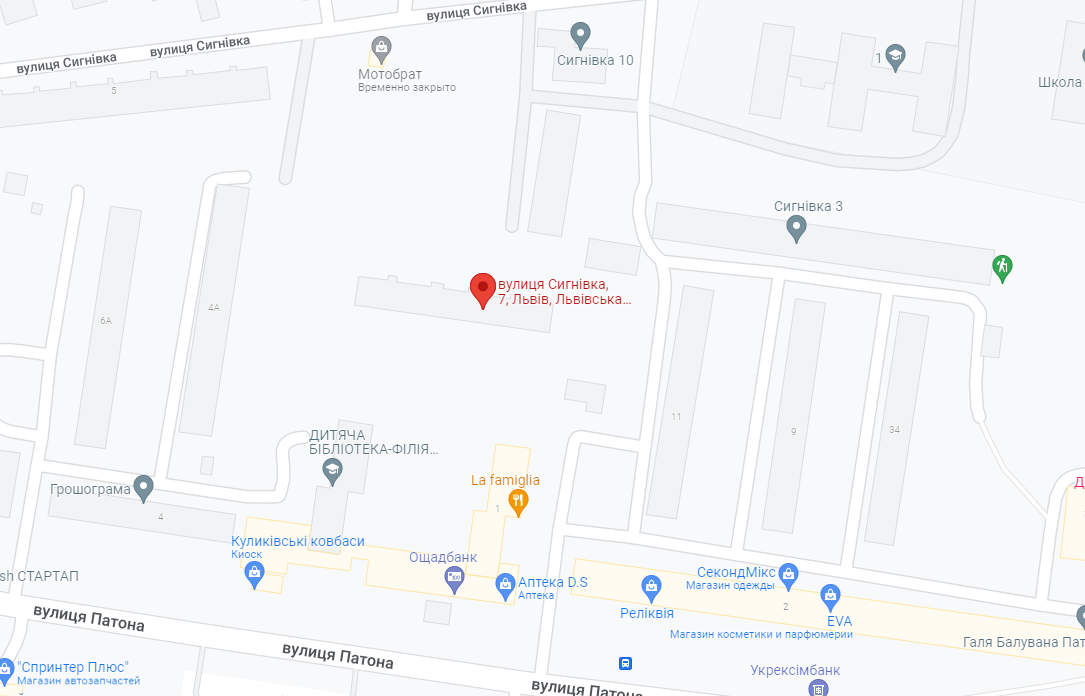 вулиця Сигнівка
вулиця Сигнівка
вулиця Сигнівка
Мотобрат
Временно закрыто
Сигнівка 10
1
Школа
5
Сигнівка 3
вулиця Сигнівка,
7, Львів, Львівська...
6А
4А
11
9
34
ДИТЯЧА
БІБЛІОТЕКА-ФІЛІЯ...
La famiglia
1
Грошограма
4
Куликівські ковбаси
Киоск
Ощадбанк
Аптека D.S
Аптека
СекондМікс
Магазин одежды
2
Реліквія
EVA
Магазин косметики и парфюмерии
Галя Балувана Пат
sh СТАРТАП
вулиця Патона
вулиця Патона
вулиця Патона
"Спринтер Плюс"
Магазин автозапчастей
Укрексімбанк